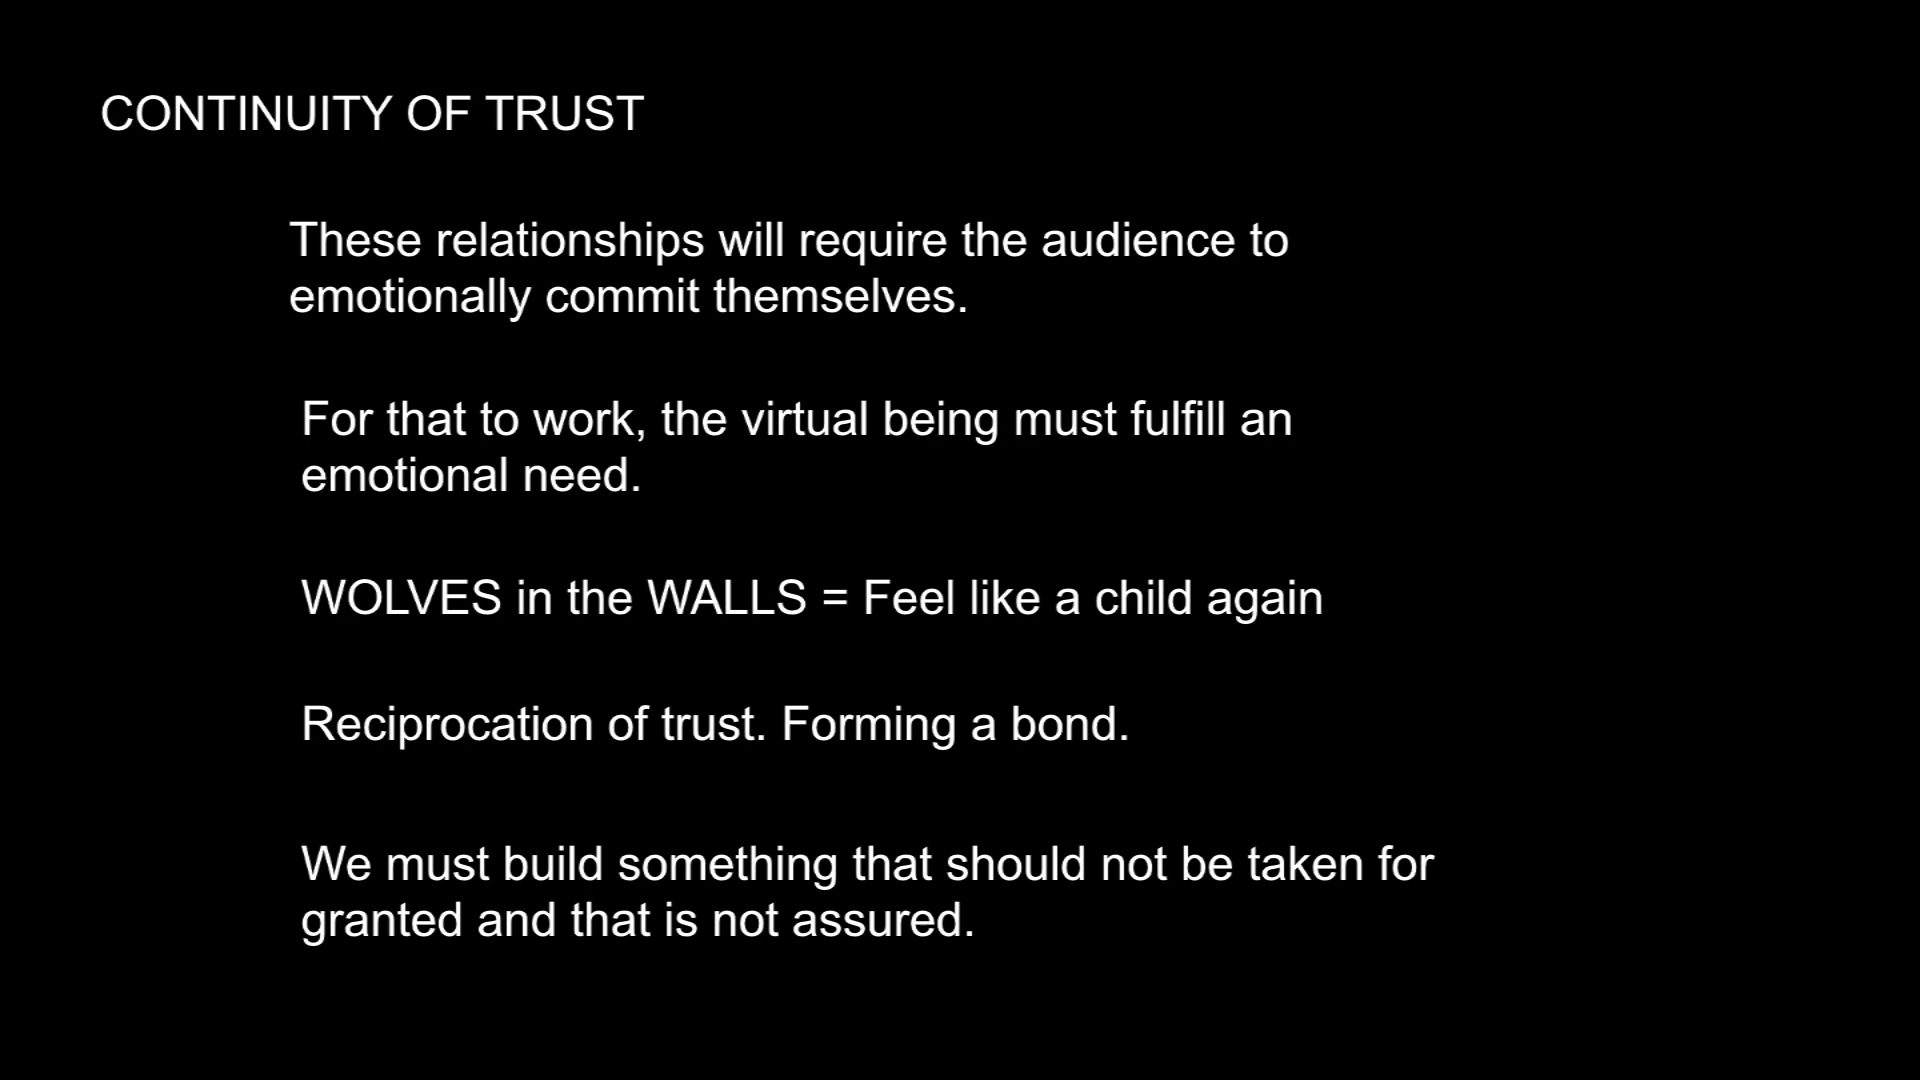 CONTINUITY OF TRUST
These relationships will require the audience to
emotionally commit themselves.
For that to work, the virtual being must fulfill an
emotional need.
WOLVES in the WALLS = Feel like a child again
Reciprocation of trust. Forming a bond.
We must build something that should not be taken for
granted and that is not assured.